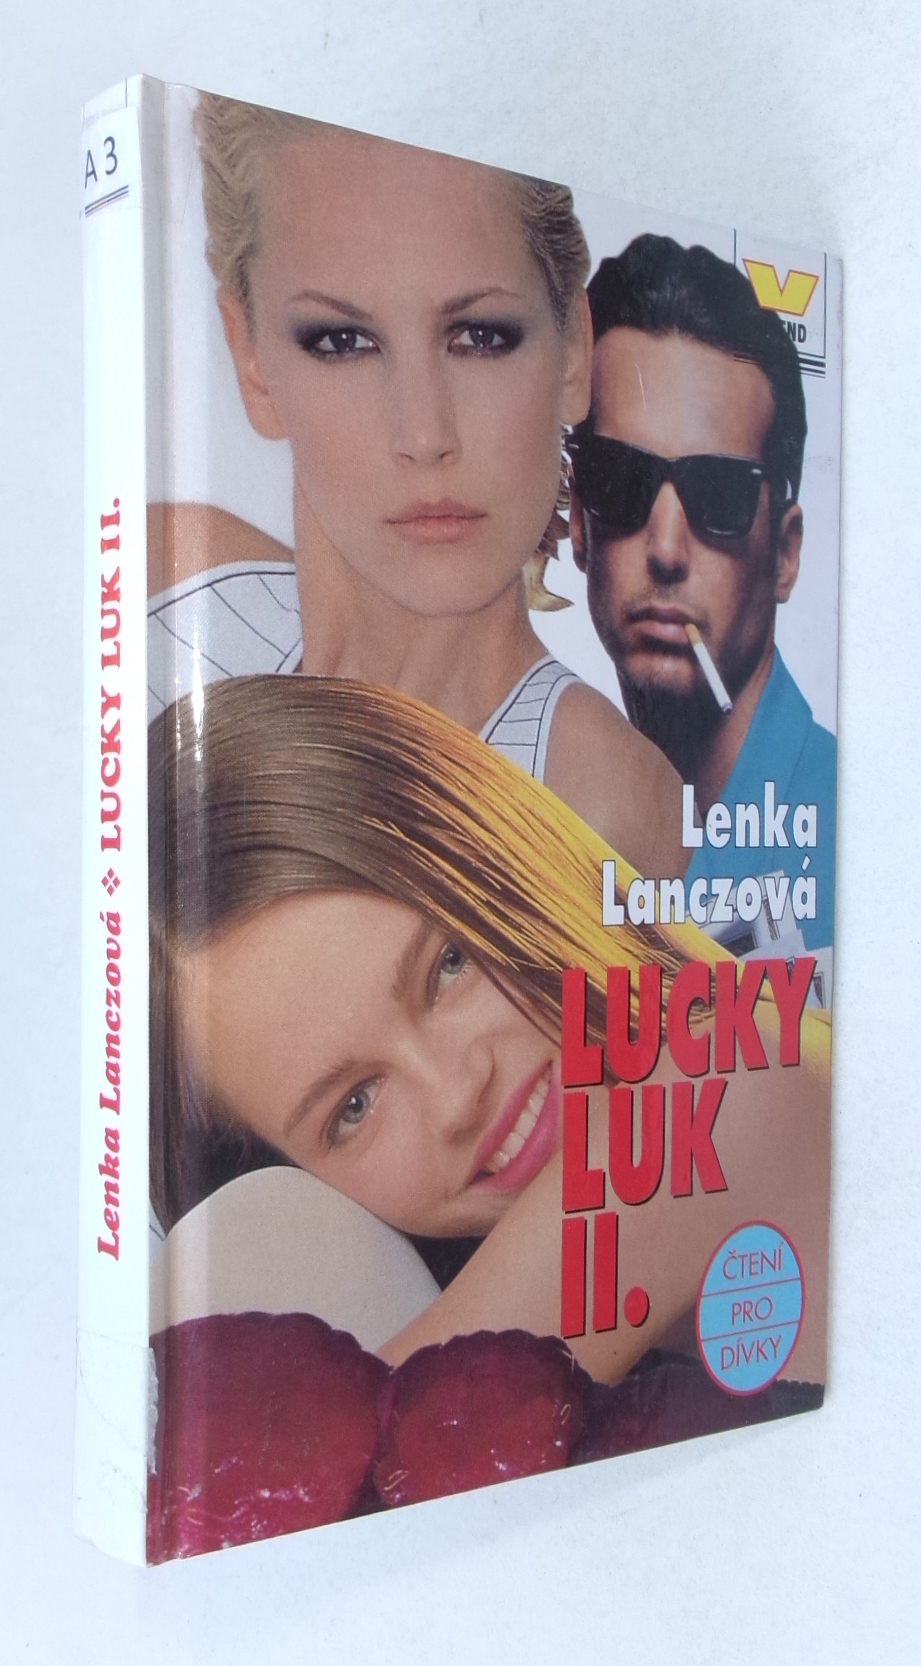 A 3
Lenka Lanczová ❖ LUCKY LUK II.
Lenka
Lanczová
LUCKY
LUK
II.
ČTENÍ
PRO
DÍVKY